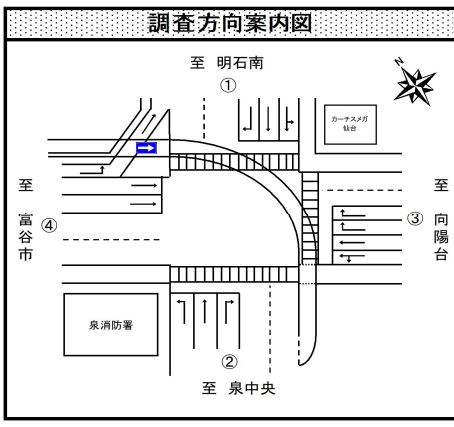 調査方向案内図
至 明石南
①
N
カーチスメガ
仙台
至 富谷市
④
③
至 向陽台
泉消防署
②
至 泉中央